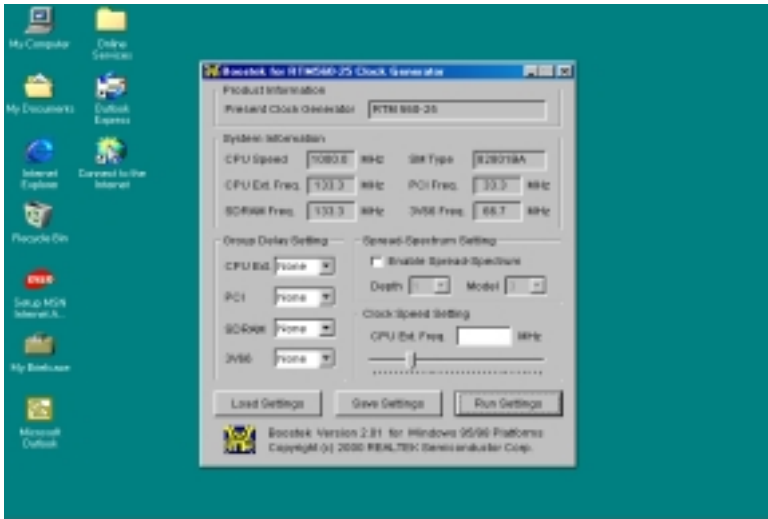 My Computer
Online
Services
My Documents
Outlook
Express
Internet
Explorer
Connect to the
Internet
Recycle Bin
Setup MSN
Internet A...
My Briefcase
Microsoft
Outlook
Boostek for RTM560-25 Clock Generator
Product Information
Present Clock Generator RTM 560-25
System Information
CPU Speed 1000.0 MHz SM Type 82801BA
CPU Ext. Freq. 133.3 MHz PCI Freq. 33.3 MHz
SDRAM Freq. 133.3 MHz 3V66 Freq. 66.7 MHz
Group Delay Setting
CPU Ext. None
PCI None
SDRAM None
3V66 None
Spread-Spectrum Setting
Enable Spread-Spectrum
Depth Model
Clock Speed Setting
CPU Ext. Freq. MHz
Load Settings Save Settings Run Settings
Boostek Version 2.01 for Windows 95/98 Platforms
Copyright (c) 2000 REALTEK Semiconductor Corp.